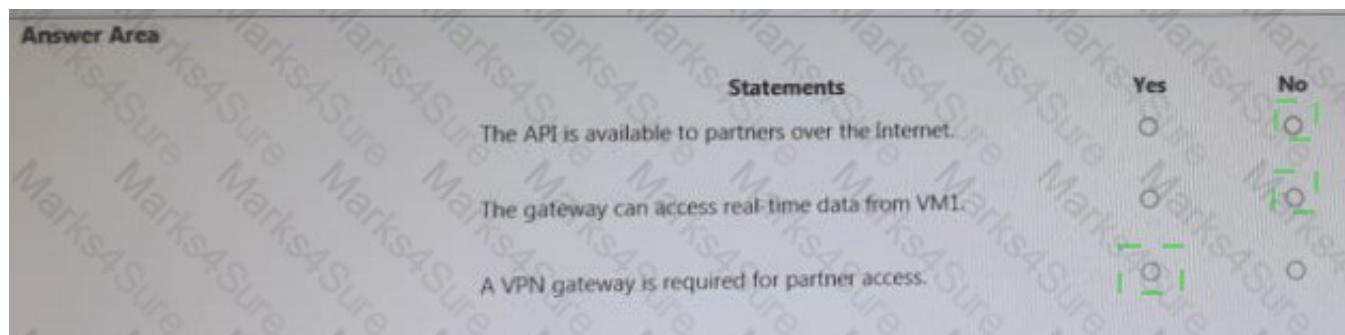 Answer Area
Statements Yes No
The API is available to partners over the Internet.
The gateway can access real-time data from VM1.
A VPN gateway is required for partner access.
Marks4Sure